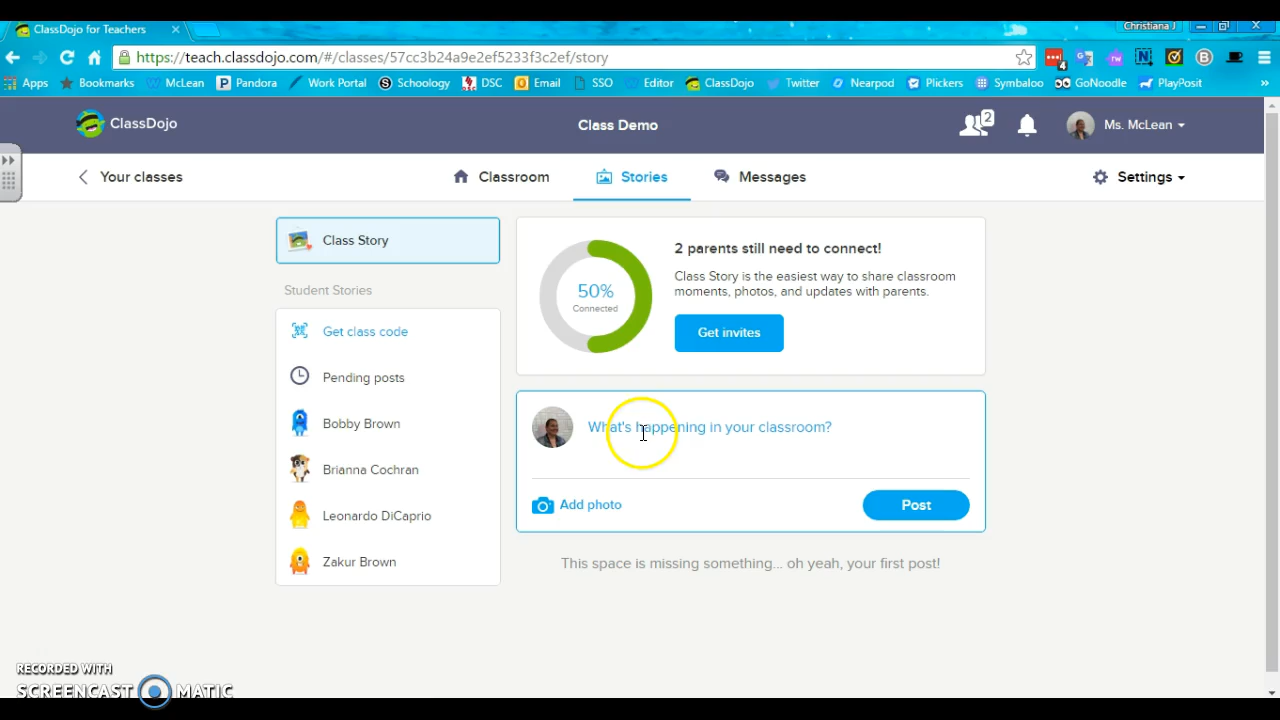 ClassDojo for Teachers
Christiana J
https://teach.classdojo.com/#/classes/57cc3b24a9e2ef5233f3c2ef/story
4
Apps Bookmarks McLean Pandora Work Portal Schoology DSC Email SSO Editor ClassDojo Twitter Nearpod Plickers Symbaloo GoNoodle PlayPosit »
ClassDojo
Class Demo
2
Ms. McLean
Your classes
Classroom
Stories
Messages
Settings
Class Story
Student Stories
Get class code
Pending posts
Bobby Brown
Brianna Cochran
Leonardo DiCaprio
Zakur Brown
50%
Connected
2 parents still need to connect!
Class Story is the easiest way to share classroom
moments, photos, and updates with parents.
Get invites
What's happening in your classroom?
Add photo
Post
This space is missing something... oh yeah, your first post!
RECORDED WITH
SCREENCAST MATIC